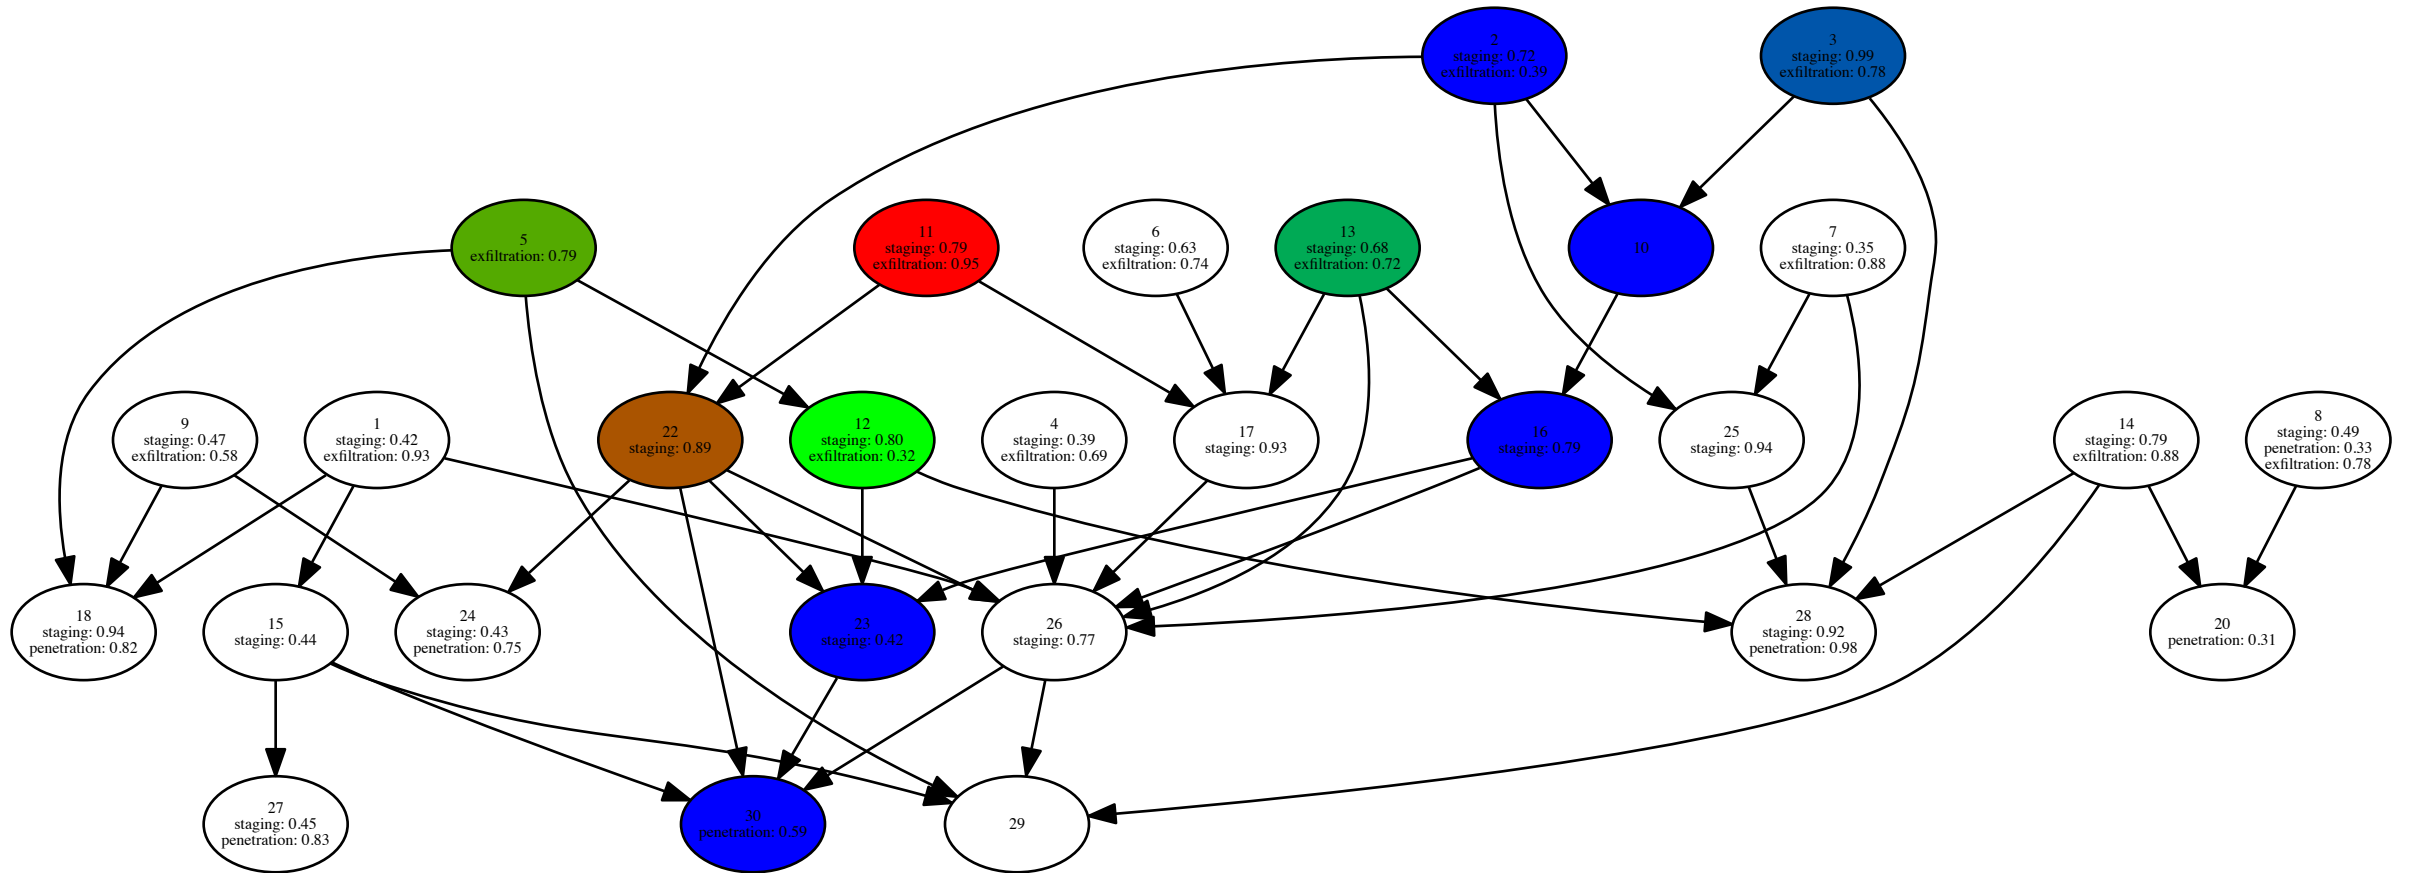 2
staging: 0.72
exfiltration: 0.39
3
staging: 0.99
exfiltration: 0.78
5
exfiltration: 0.79
11
staging: 0.79
exfiltration: 0.95
6
staging: 0.63
exfiltration: 0.74
13
staging: 0.68
exfiltration: 0.72
10
7
staging: 0.35
exfiltration: 0.88
9
staging: 0.47
exfiltration: 0.58
1
staging: 0.42
exfiltration: 0.93
22
staging: 0.89
12
staging: 0.80
exfiltration: 0.32
4
staging: 0.39
exfiltration: 0.69
17
staging: 0.93
16
staging: 0.79
25
staging: 0.94
14
staging: 0.79
exfiltration: 0.88
8
staging: 0.49
penetration: 0.33
exfiltration: 0.78
18
staging: 0.94
penetration: 0.82
15
staging: 0.44
24
staging: 0.43
penetration: 0.75
23
staging: 0.42
26
staging: 0.77
28
staging: 0.92
penetration: 0.98
20
penetration: 0.31
27
staging: 0.45
penetration: 0.83
30
penetration: 0.59
29